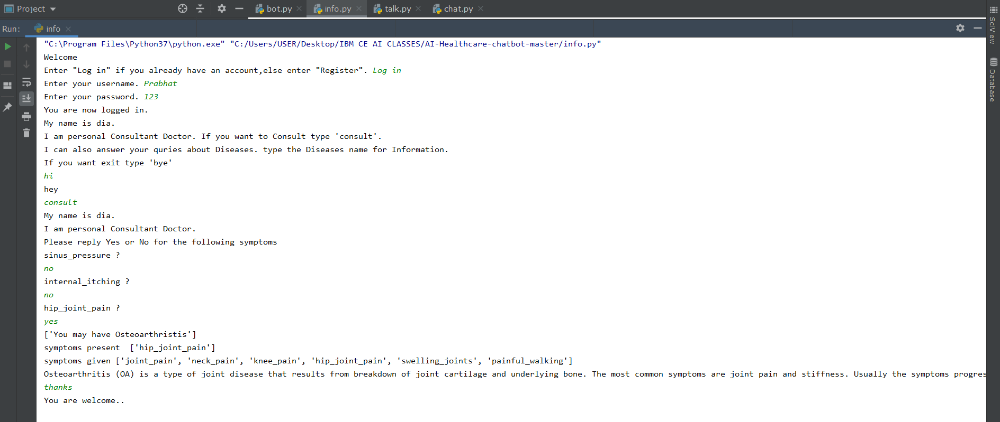 Project bot.py info.py talk.py chat.py
Run: info
"C:\Program Files\Python37\python.exe" "C:/Users/USER/Desktop/IBM CE AI CLASSES/AI-Healthcare-chatbot-master/info.py"
Welcome
Enter "Log in" if you already have an account,else enter "Register". Log in
Enter your username. Prabhat
Enter your password. 123
You are now logged in.
My name is dia.
I am personal Consultant Doctor. If you want to Consult type 'consult'.
I can also answer your quries about Diseases. type the Diseases name for Information.
If you want exit type 'bye'
hi
hey
consult
My name is dia.
I am personal Consultant Doctor.
Please reply Yes or No for the following symptoms
sinus_pressure ?
no
internal_itching ?
no
hip_joint_pain ?
yes
['You may have Osteoarthristis']
symptoms present  ['hip_joint_pain']
symptoms given ['joint_pain', 'neck_pain', 'knee_pain', 'hip_joint_pain', 'swelling_joints', 'painful_walking']
Osteoarthritis (OA) is a type of joint disease that results from breakdown of joint cartilage and underlying bone. The most common symptoms are joint pain and stiffness. Usually the symptoms progres
thanks
You are welcome..
SciView
Database